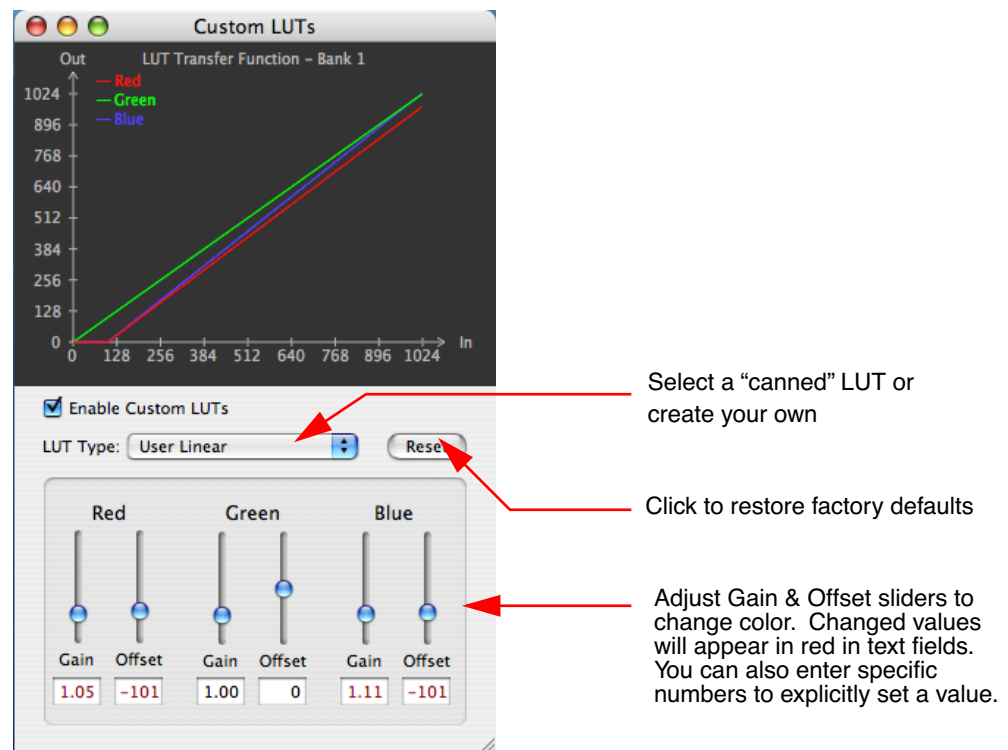 Custom LUTs
Out
LUT Transfer Function – Bank 1
Red
Green
Blue
1024
896
768
640
512
384
256
128
0
0 128 256 384 512 640 768 896 1024
In
Enable Custom LUTs
LUT Type: User Linear
Reset
Select a “canned” LUT or
create your own
Click to restore factory defaults
Red Green Blue
Gain Offset Gain Offset Gain Offset
1.05 -101 1.00 0 1.11 -101
Adjust Gain & Offset sliders to
change color. Changed values
will appear in red in text fields.
You can also enter specific
numbers to explicitly set a value.